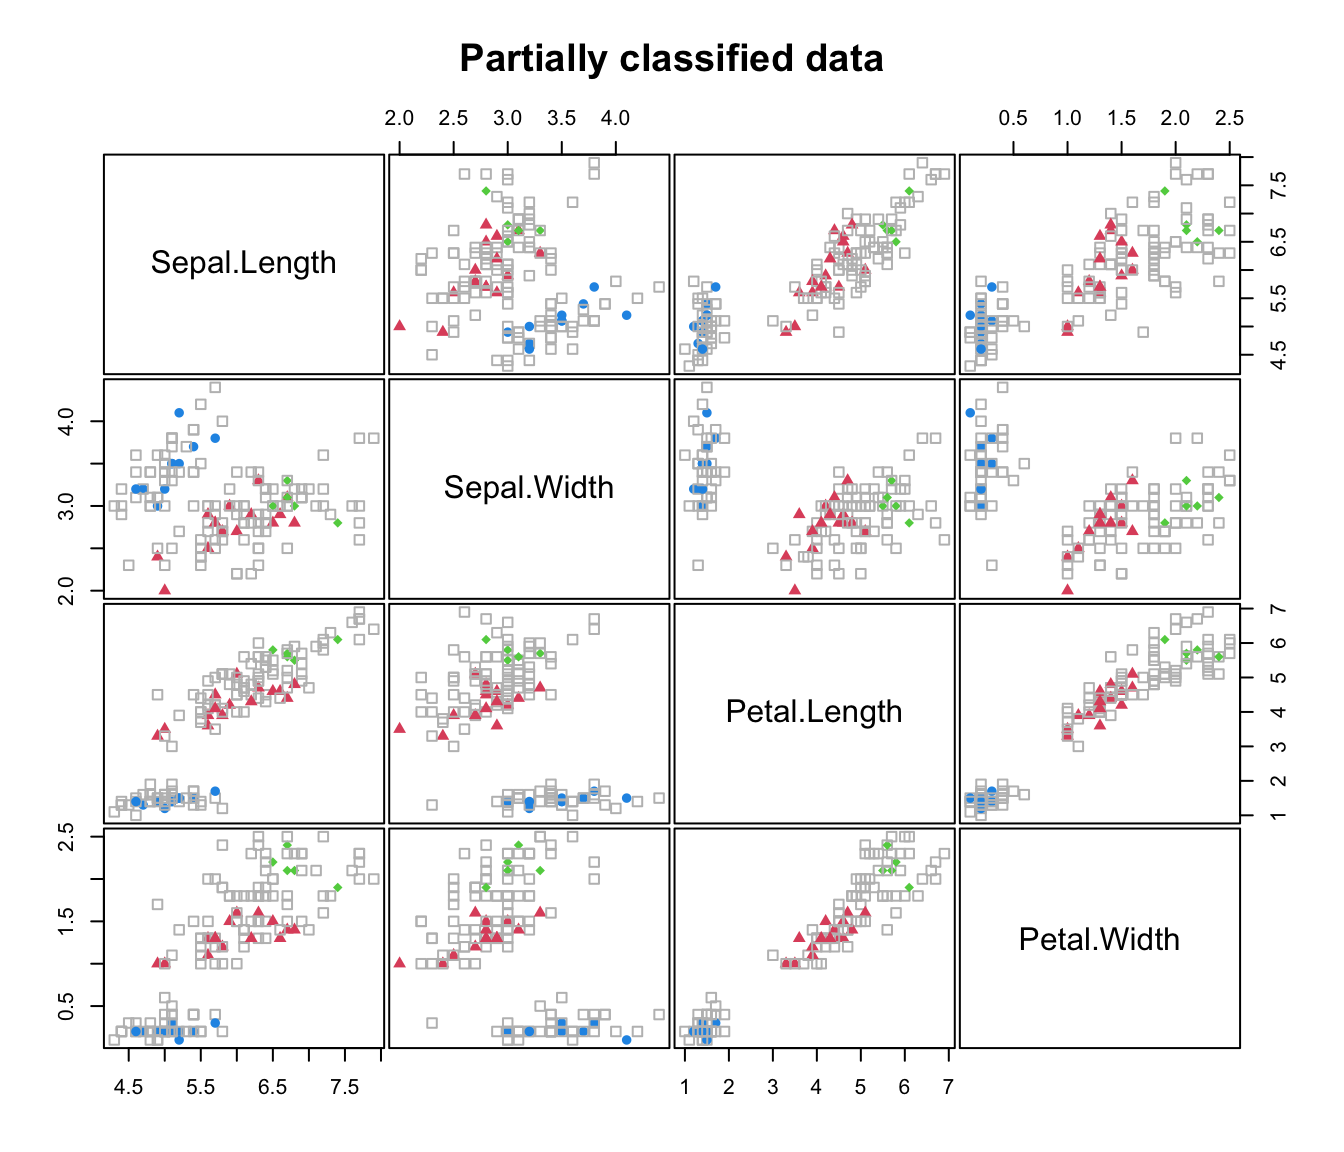 Partially classified data
2.0 2.5 3.0 3.5 4.0
0.5 1.0 1.5 2.0 2.5
Sepal.Length
4.5 5.5 6.5 7.5
2.0 3.0 4.0
Sepal.Width
Petal.Length
1 2 3 4 5 6 7
0.5 1.5 2.5
Petal.Width
4.5 5.5 6.5 7.5
1 2 3 4 5 6 7